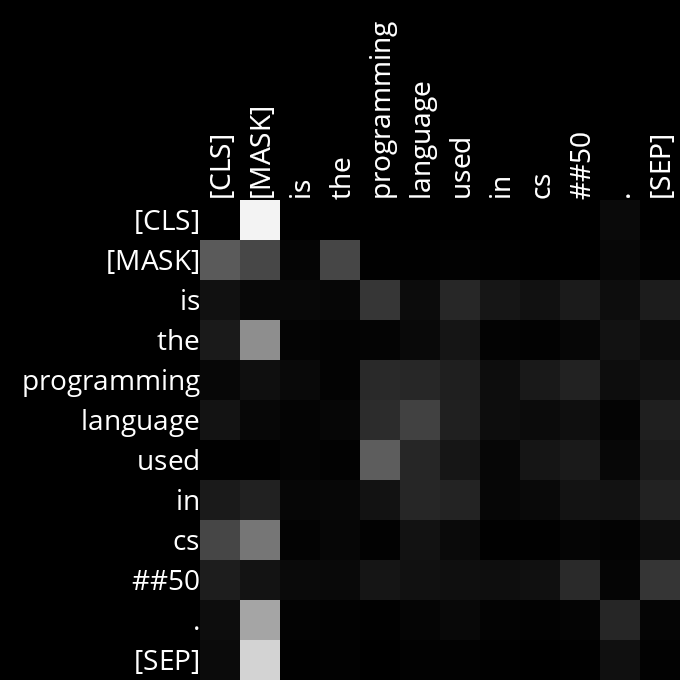 [CLS] [MASK] is the programming language used in cs ##50 . [SEP]
[CLS]
[MASK]
is
the
programming
language
used
in
cs
##50
.
[SEP]